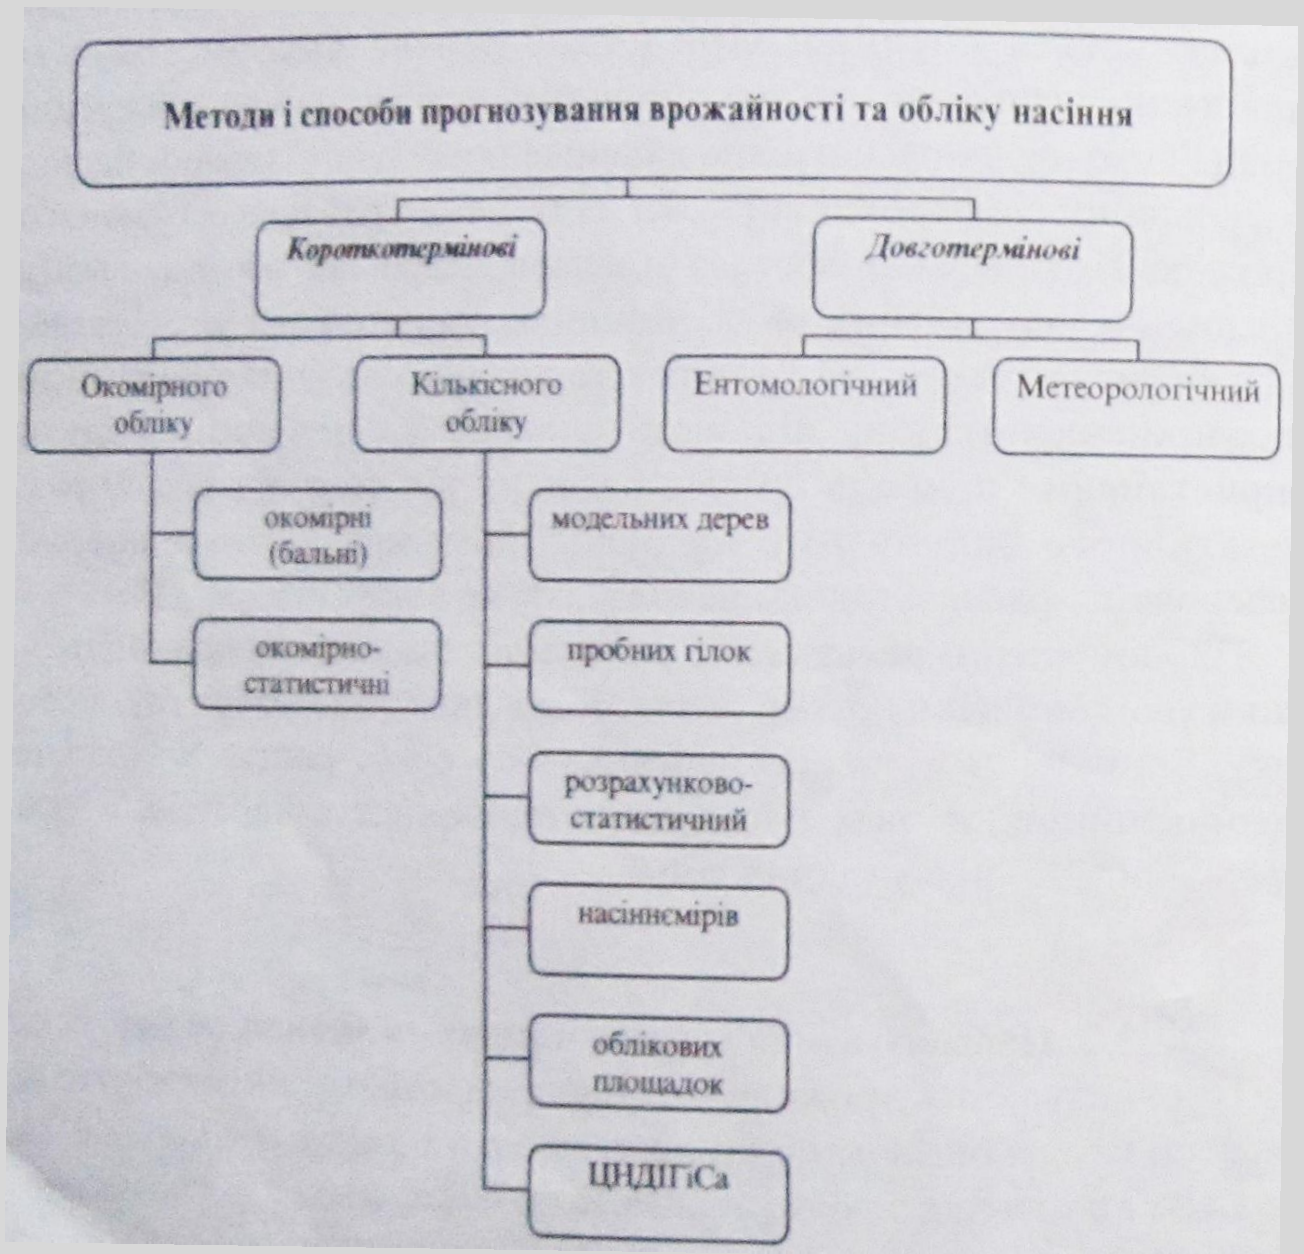 Методи і способи прогнозування врожайності та обліку насіння
Короткотермінові
Довготермінові
Окомірного
обліку
Кількісного
обліку
Ентомологічний
Метеорологічний
окомірні
(бальні)
окомірно-
статистичні
модельних дерев
пробних гілок
розрахунково-
статистичний
насіннємірів
облікових
площадок
ЦНДІГіСа